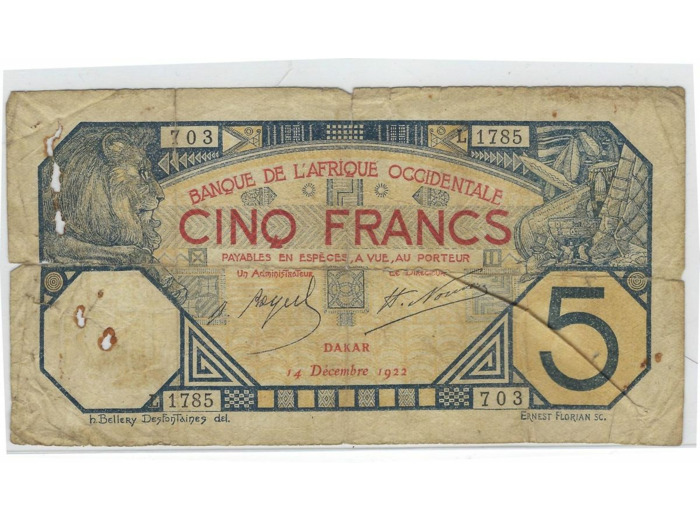 703
L 1785
BANQUE DE L'AFRIQUE OCCIDENTALE
CINQ FRANCS
PAYABLES EN ESPÈCES, A VUE, AU PORTEUR
UN ADMINISTRATEUR
LE DIRECTEUR
DAKAR
14 Décembre 1922
5
L 1785
703
h. Bellery Desfontaines del.
ERNEST FLORIAN SC.